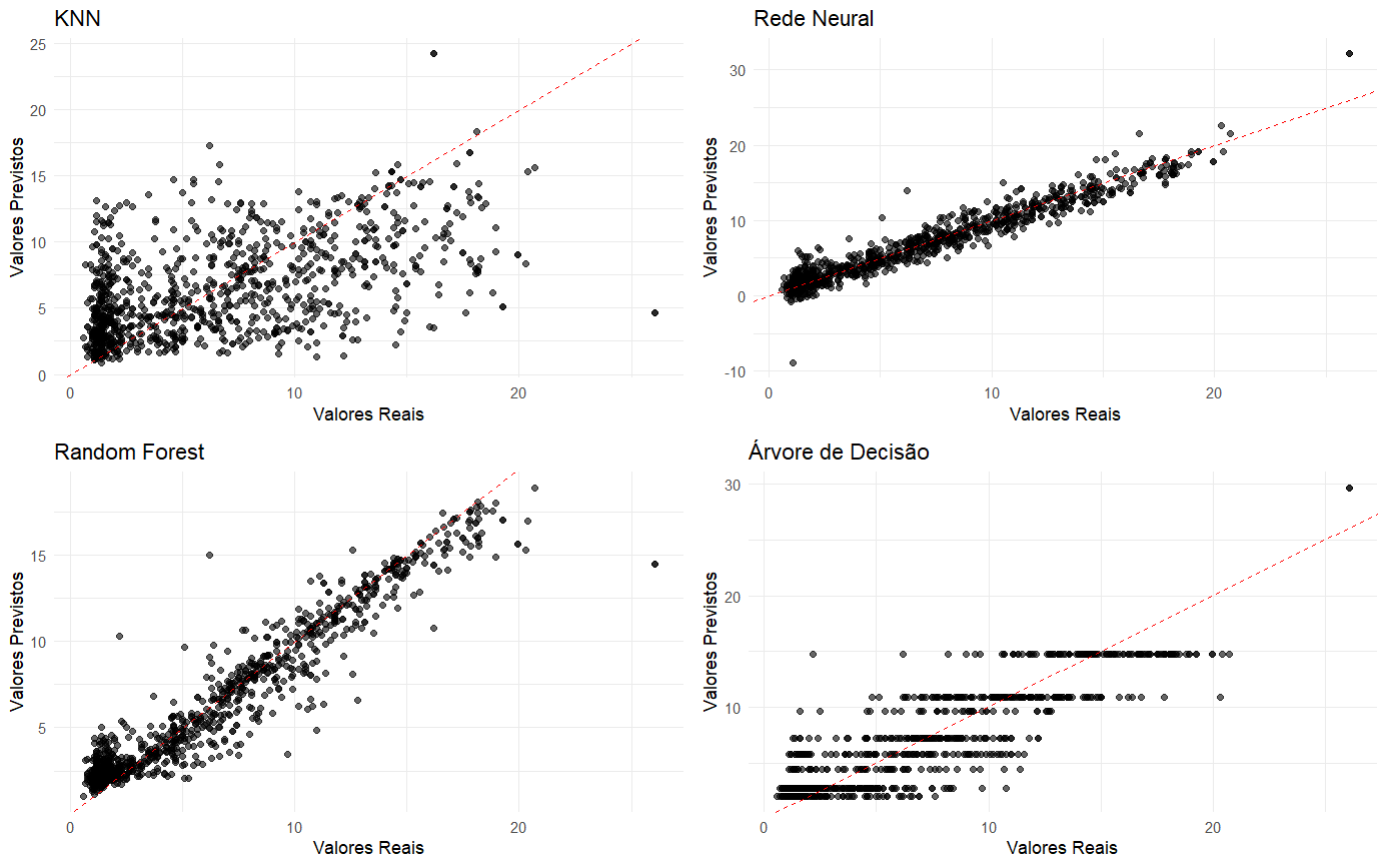 KNN
25
20
15
10
5
0
Valores Previstos
0
10
20
Valores Reais
Rede Neural
30
20
10
0
-10
Valores Previstos
0
10
20
Valores Reais
Random Forest
15
10
5
Valores Previstos
0
10
20
Valores Reais
Árvore de Decisão
30
20
10
Valores Previstos
0
10
20
Valores Reais